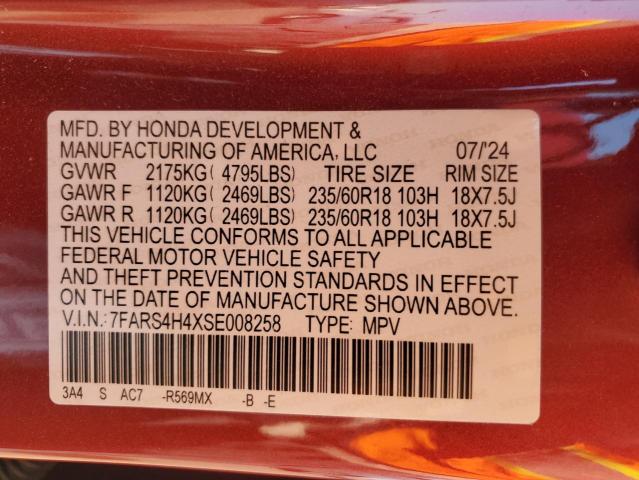 MFD. BY HONDA DEVELOPMENT &
MANUFACTURING OF AMERICA, LLC 07/'24
GVWR 2175KG( 4795LBS) TIRE SIZE RIM SIZE
GAWR F 1120KG( 2469LBS) 235/60R18 103H 18X7.5J
GAWR R 1120KG( 2469LBS) 235/60R18 103H 18X7.5J
THIS VEHICLE CONFORMS TO ALL APPLICABLE
FEDERAL MOTOR VEHICLE SAFETY
AND THEFT PREVENTION STANDARDS IN EFFECT
ON THE DATE OF MANUFACTURE SHOWN ABOVE.
V.I.N.: 7FARS4H4XSE008258 TYPE: MPV
3A4 S AC7 -R569MX -B -E